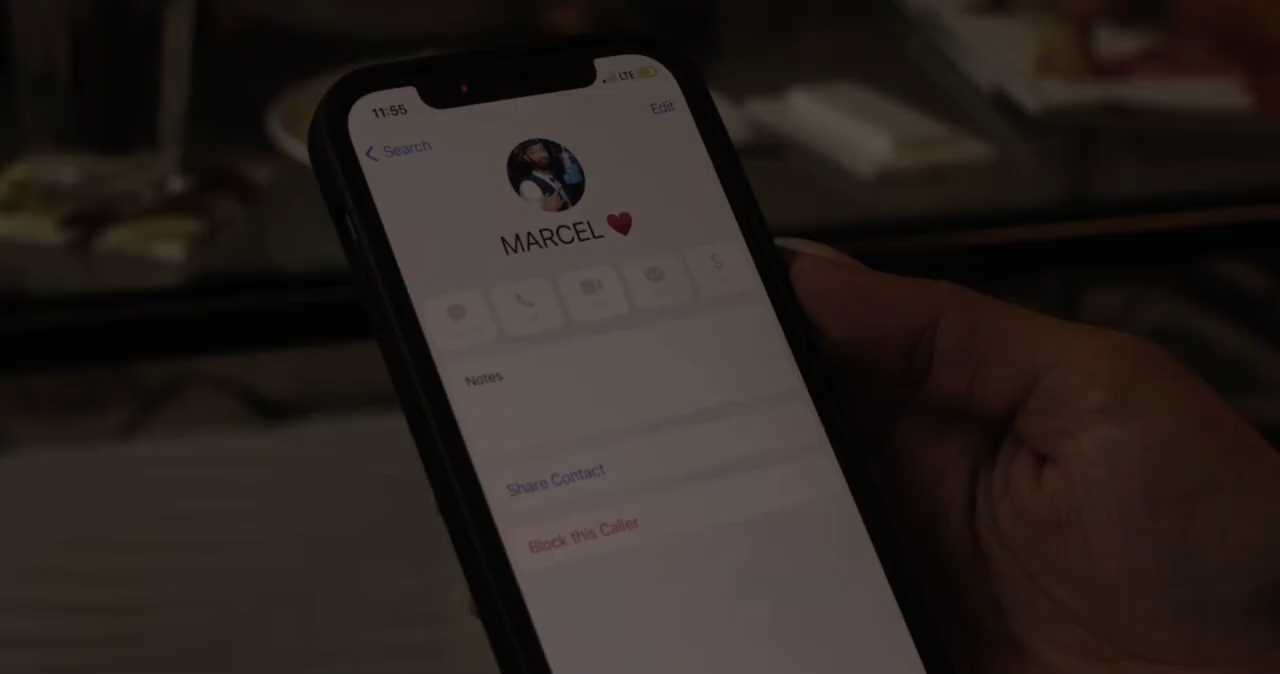 11:55
LTE
Search
Edit
MARCEL ❤️
$
Notes
Share Contact
Block this Caller